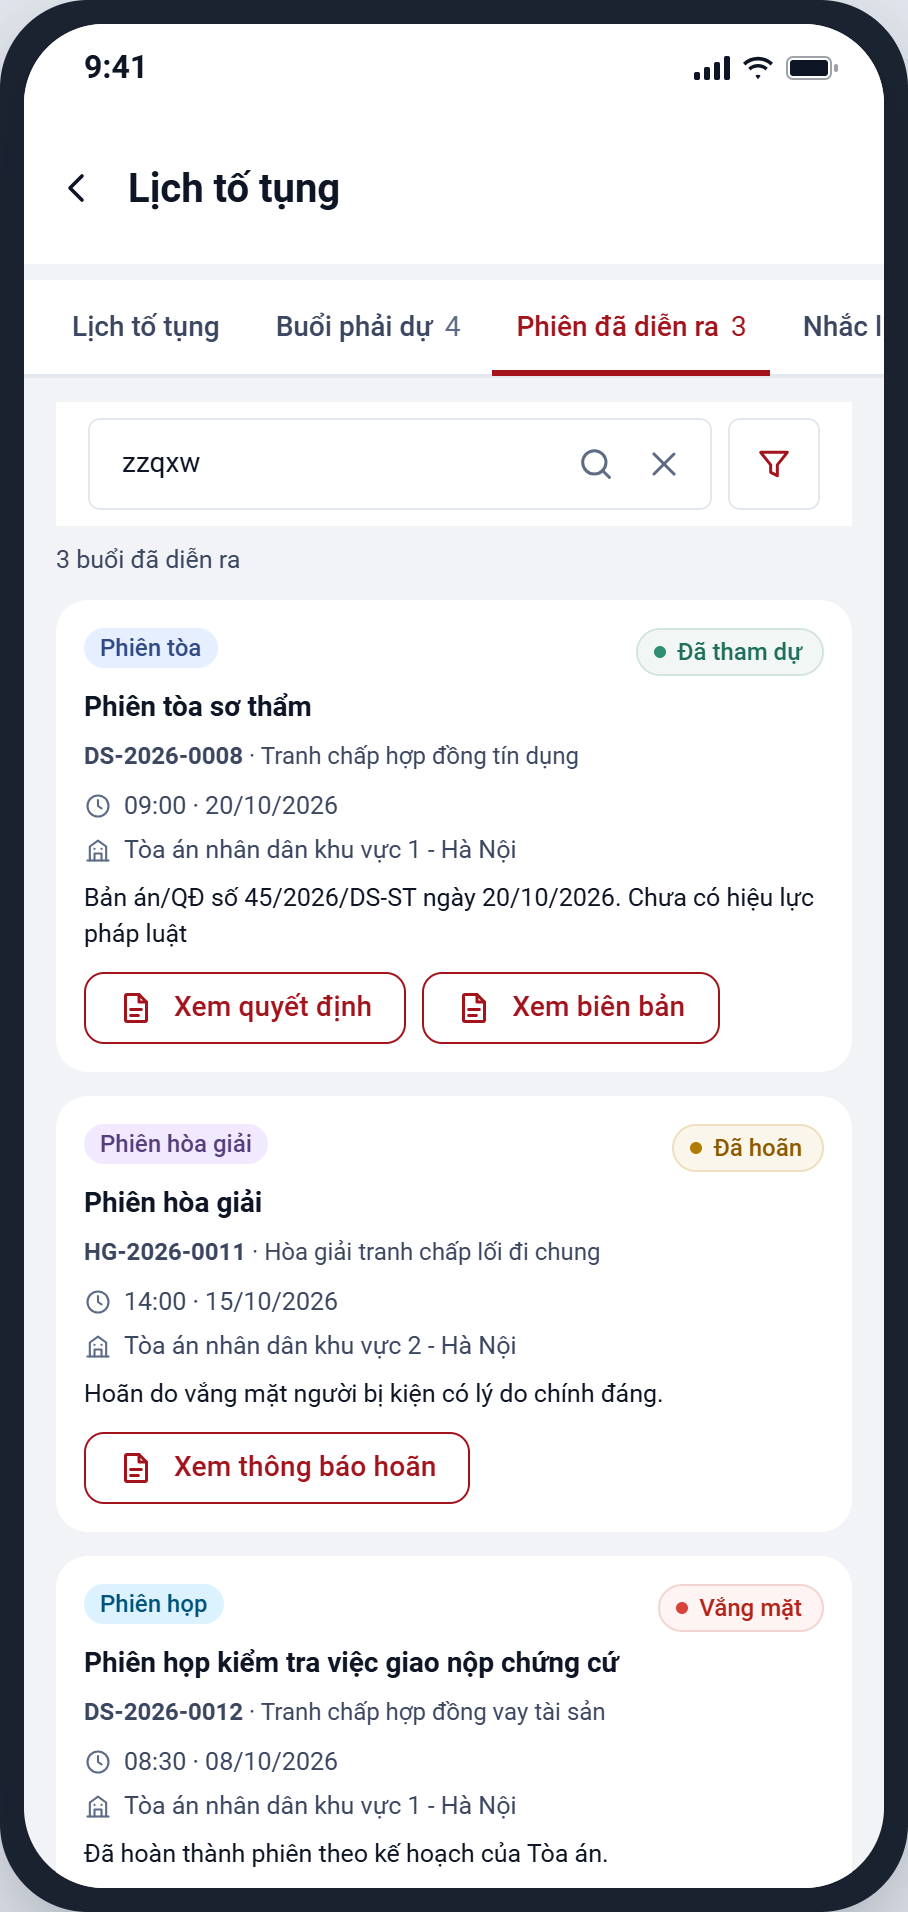 9:41
Lịch tố tụng
Lịch tố tụng Buổi phải dự 4 Phiên đã diễn ra 3 Nhắc l
zzqxw
3 buổi đã diễn ra
Phiên tòa Đã tham dự
Phiên tòa sơ thẩm
DS-2026-0008 · Tranh chấp hợp đồng tín dụng
09:00 · 20/10/2026
Tòa án nhân dân khu vực 1 - Hà Nội
Bản án/QĐ số 45/2026/DS-ST ngày 20/10/2026. Chưa có hiệu lực
pháp luật
Xem quyết định Xem biên bản
Phiên hòa giải Đã hoãn
Phiên hòa giải
HG-2026-0011 · Hòa giải tranh chấp lối đi chung
14:00 · 15/10/2026
Tòa án nhân dân khu vực 2 - Hà Nội
Hoãn do vắng mặt người bị kiện có lý do chính đáng.
Xem thông báo hoãn
Phiên họp Vắng mặt
Phiên họp kiểm tra việc giao nộp chứng cứ
DS-2026-0012 · Tranh chấp hợp đồng vay tài sản
08:30 · 08/10/2026
Tòa án nhân dân khu vực 1 - Hà Nội
Đã hoàn thành phiên theo kế hoạch của Tòa án.